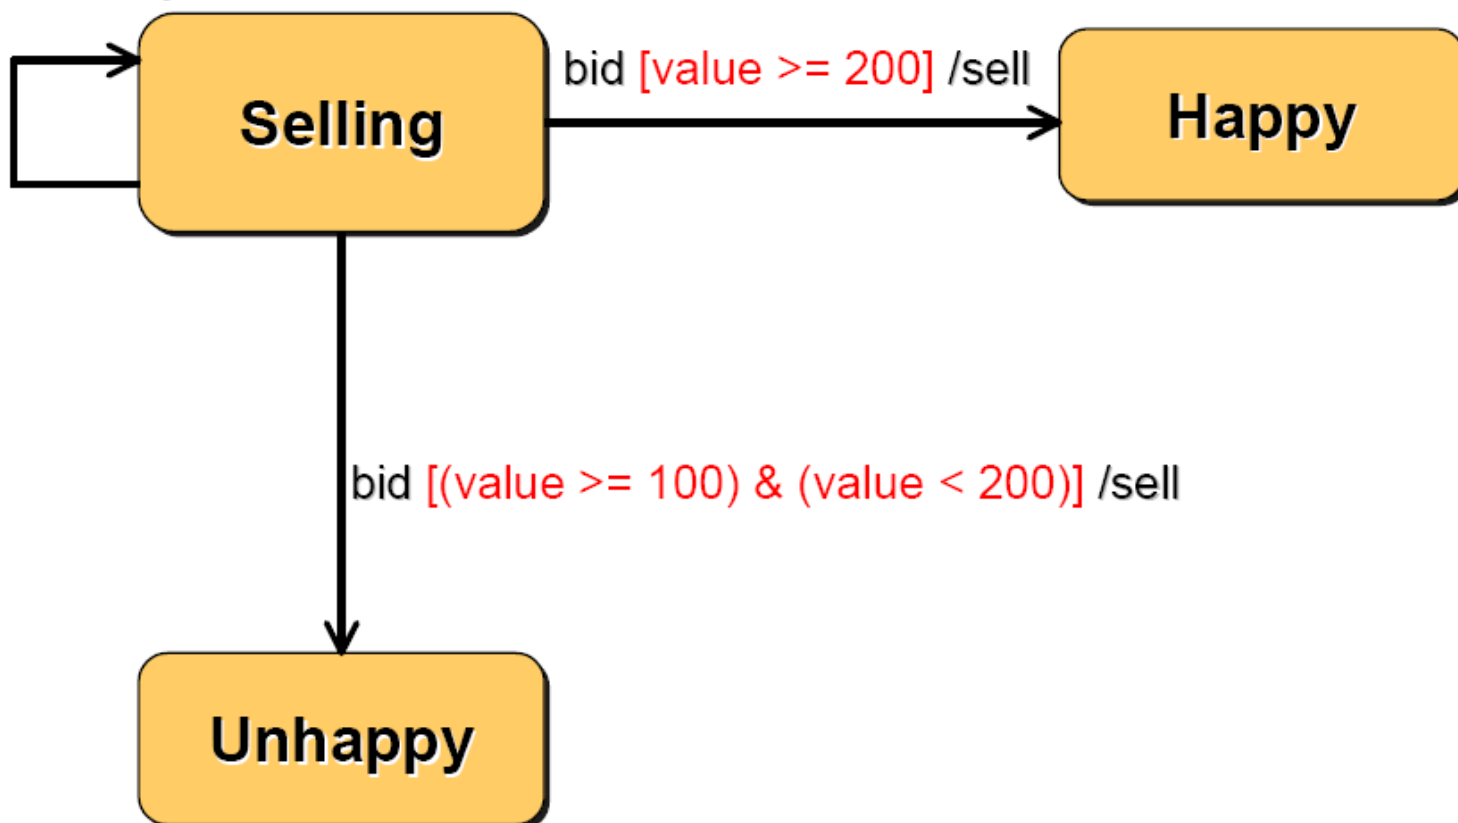 bid [value >= 200] /sell
Selling
Happy
bid [(value >= 100) & (value < 200)] /sell
Unhappy